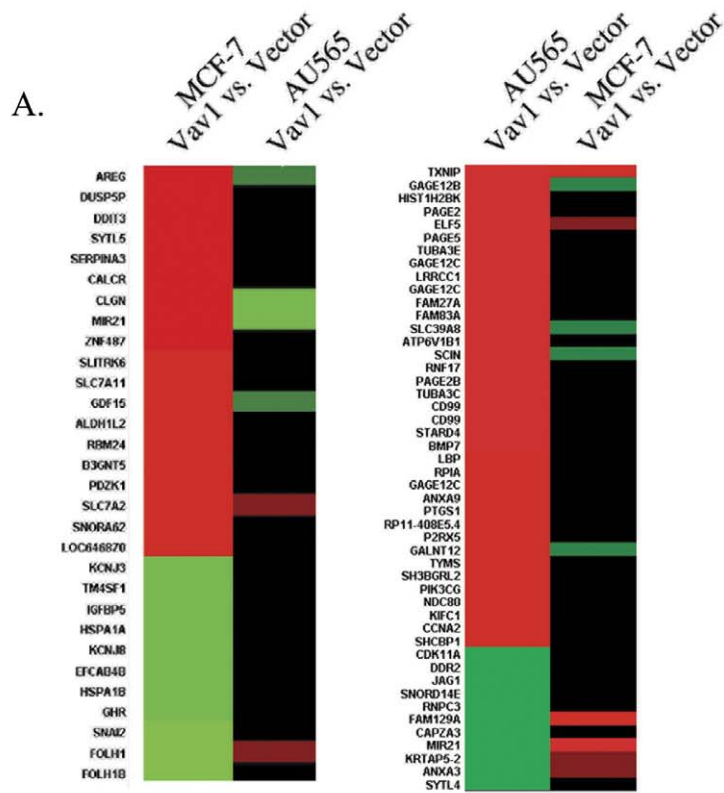 A.
MCF-7
Vav1 vs. Vector
AU565
Vav1 vs. Vector
AREG
DUSP5P
DDIT3
SYTL5
SERPINA3
CALCR
CLGN
MIR21
ZNF487
SLITRK6
SLC7A11
GDF15
ALDH1L2
RBM24
B3GNT5
PDZK1
SLC7A2
SNORA62
LOC646870
KCNJ3
TM4SF1
IGFBP5
HSPA1A
KCNJ8
EFCAB4B
HSPA1B
GHR
SNAI2
FOLH1
FOLH1B
AU565
Vav1 vs. Vector
MCF-7
Vav1 vs. Vector
TXNIP
GAGE12B
HIST1H2BK
PAGE2
ELF5
PAGE5
TUBA3E
GAGE12C
LRRCC1
GAGE12C
FAM27A
FAM83A
SLC39A8
ATP6V1B1
SCIN
RNF17
PAGE2B
TUBA3C
CD99
CD99
STARD4
BMP7
LBP
RPIA
GAGE12C
ANXA9
PTGS1
RP11-408E5.4
P2RX5
GALNT12
TYMS
SH3BGRL2
PIK3CG
NDC80
KIFC1
CCNA2
SHCBP1
CDK11A
DDR2
JAG1
SNORD14E
RNPC3
FAM129A
CAPZA3
MIR21
KRTAP5-2
ANXA3
SYTL4